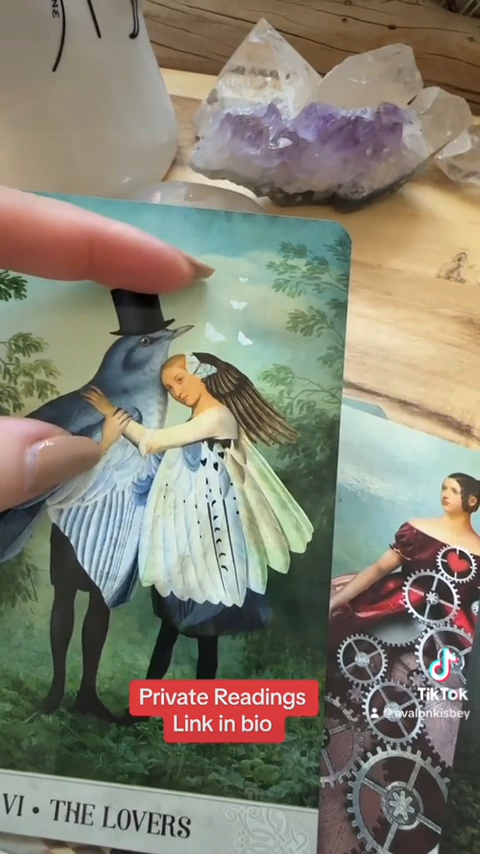 Private Readings
Link in bio
TikTok
@avalonkisbey
VI • THE LOVERS